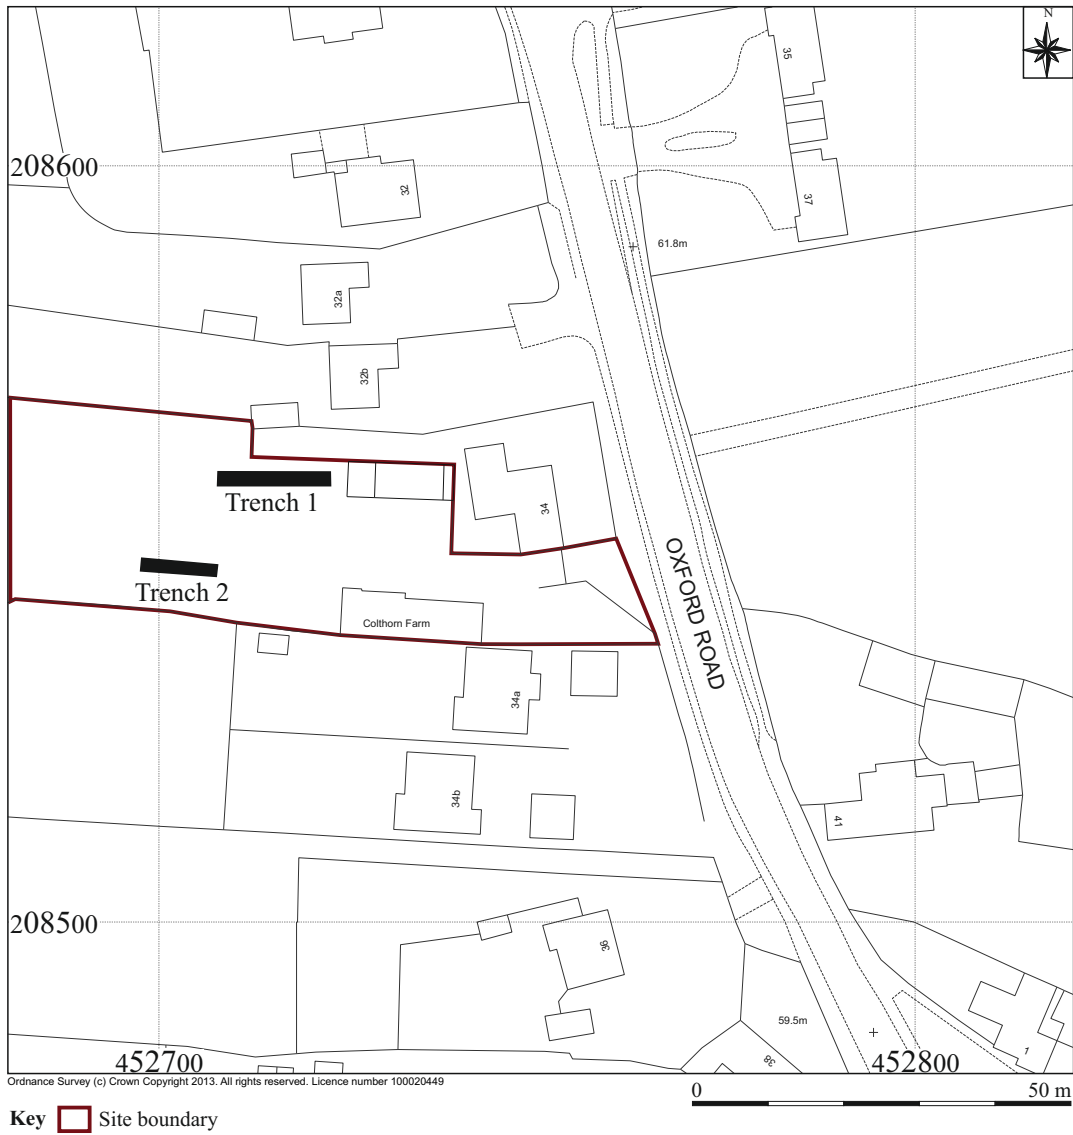 N
35
208600
32
37
61.8m
32a
32b
Trench 1
34
OXFORD ROAD
Trench 2
Colthorn Farm
34a
34b
41
208500
36
59.5m
38
1
452700
452800
Ordnance Survey (c) Crown Copyright 2013. All rights reserved. Licence number 100020449
0 50 m
Key Site boundary